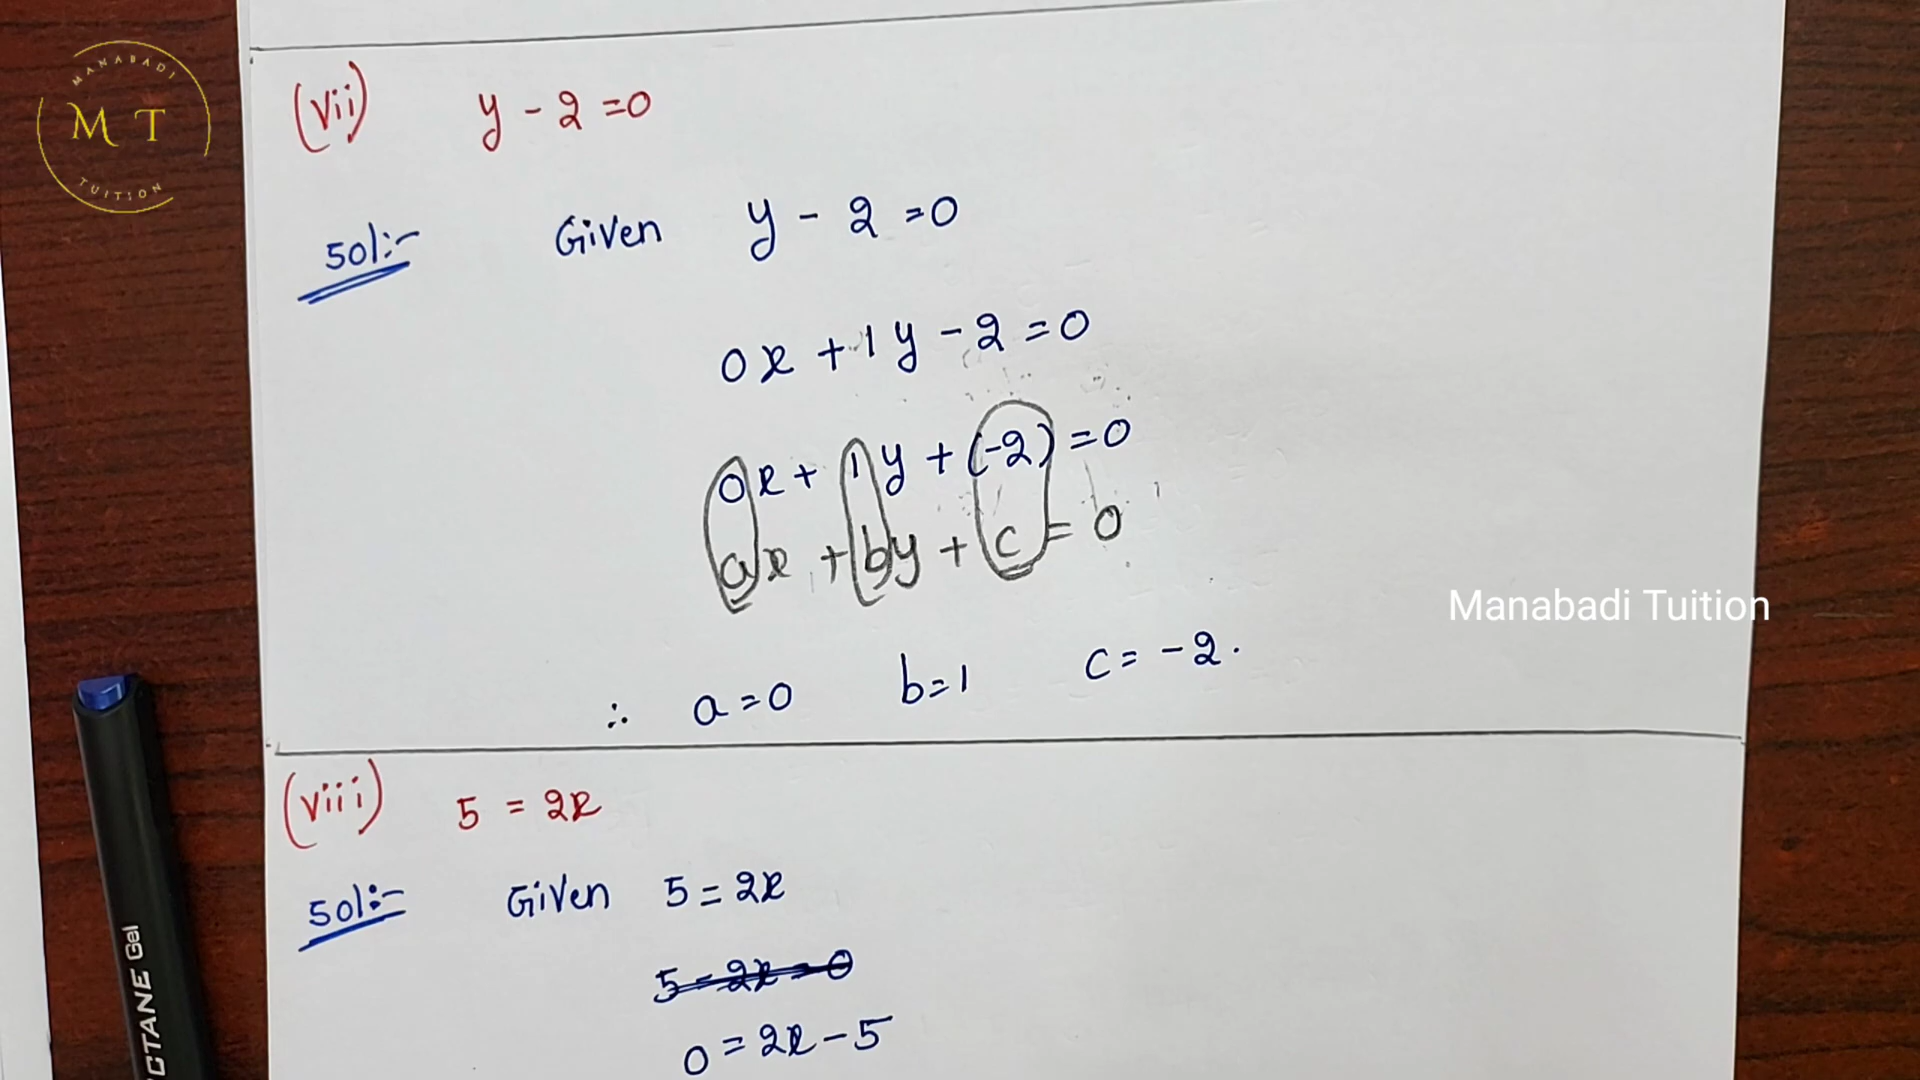 MANABADI
M T
TUITION
(vii) y - 2 = 0
Sol:- Given y - 2 = 0
0x + 1y - 2 = 0
0x + 1y + (-2) = 0
ax + by + c = 0
∴ a = 0 b = 1 c = -2.
Manabadi Tuition
(viii) 5 = 2x
Sol:- Given 5 = 2x
5 - 2x = 0
0 = 2x - 5
OCTANE Gel